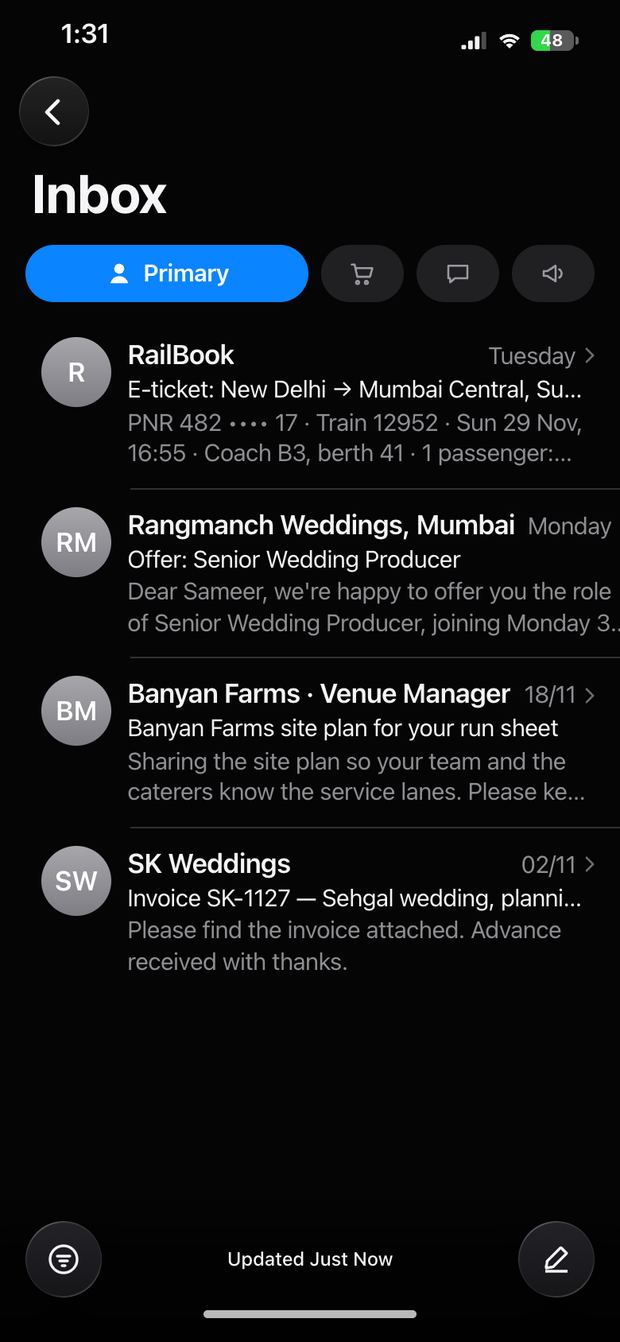 1:31
48
Inbox
Primary
R
RailBook
Tuesday
E-ticket: New Delhi → Mumbai Central, Su...
PNR 482 •••• 17 · Train 12952 · Sun 29 Nov,
16:55 · Coach B3, berth 41 · 1 passenger:...
RM
Rangmanch Weddings, Mumbai
Monday
Offer: Senior Wedding Producer
Dear Sameer, we're happy to offer you the role
of Senior Wedding Producer, joining Monday 3...
BM
Banyan Farms · Venue Manager
18/11
Banyan Farms site plan for your run sheet
Sharing the site plan so your team and the
caterers know the service lanes. Please ke...
SW
SK Weddings
02/11
Invoice SK-1127 — Sehgal wedding, planni...
Please find the invoice attached. Advance
received with thanks.
Updated Just Now